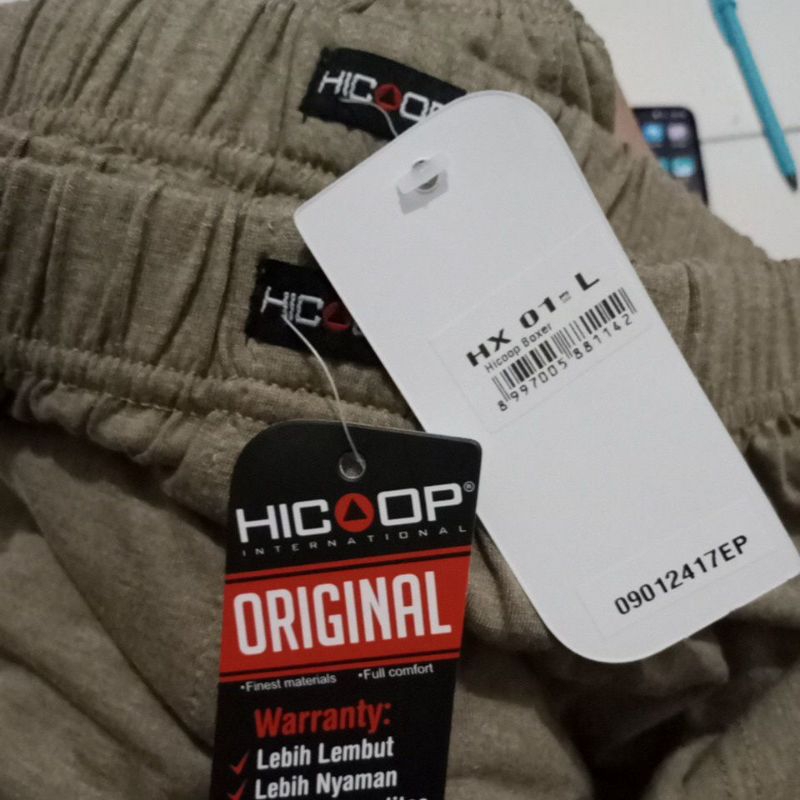 HICOOP
HX 01-L
Hicoop Boxer
8 997005 881142
HICOOP
HICOOP®
INTERNATIONAL
ORIGINAL
•Finest materials •Full comfort
09012417EP
Warranty:
Lebih Lembut
Lebih Nyaman